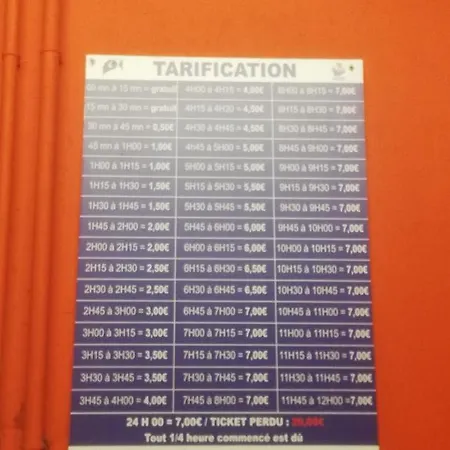 TARIFICATION
00 mn à 15 mn = gratuit 4H00 à 4H15 = 4,00€ 8H00 à 8H15 = 7,00€
15 mn à 30 mn = gratuit 4H15 à 4H30 = 4,50€ 8H15 à 8H30 = 7,00€
30 mn à 45 mn = 0,50€ 4H30 à 4H45 = 4,50€ 8H30 à 8H45 = 7,00€
45 mn à 1H00 = 1,00€ 4H45 à 5H00 = 5,00€ 8H45 à 9H00 = 7,00€
1H00 à 1H15 = 1,00€ 5H00 à 5H15 = 5,00€ 9H00 à 9H15 = 7,00€
1H15 à 1H30 = 1,50€ 5H15 à 5H30 = 5,50€ 9H15 à 9H30 = 7,00€
1H30 à 1H45 = 1,50€ 5H30 à 5H45 = 5,50€ 9H30 à 9H45 = 7,00€
1H45 à 2H00 = 2,00€ 5H45 à 6H00 = 6,00€ 9H45 à 10H00 = 7,00€
2H00 à 2H15 = 2,00€ 6H00 à 6H15 = 6,00€ 10H00 à 10H15 = 7,00€
2H15 à 2H30 = 2,50€ 6H15 à 6H30 = 6,50€ 10H15 à 10H30 = 7,00€
2H30 à 2H45 = 2,50€ 6H30 à 6H45 = 6,50€ 10H30 à 10H45 = 7,00€
2H45 à 3H00 = 3,00€ 6H45 à 7H00 = 7,00€ 10H45 à 11H00 = 7,00€
3H00 à 3H15 = 3,00€ 7H00 à 7H15 = 7,00€ 11H00 à 11H15 = 7,00€
3H15 à 3H30 = 3,50€ 7H15 à 7H30 = 7,00€ 11H15 à 11H30 = 7,00€
3H30 à 3H45 = 3,50€ 7H30 à 7H45 = 7,00€ 11H30 à 11H45 = 7,00€
3H45 à 4H00 = 4,00€ 7H45 à 8H00 = 7,00€ 11H45 à 12H00 =7,00€
24 H 00 = 7,00€ / TICKET PERDU : 20,00€
Tout 1/4 heure commencé est dû